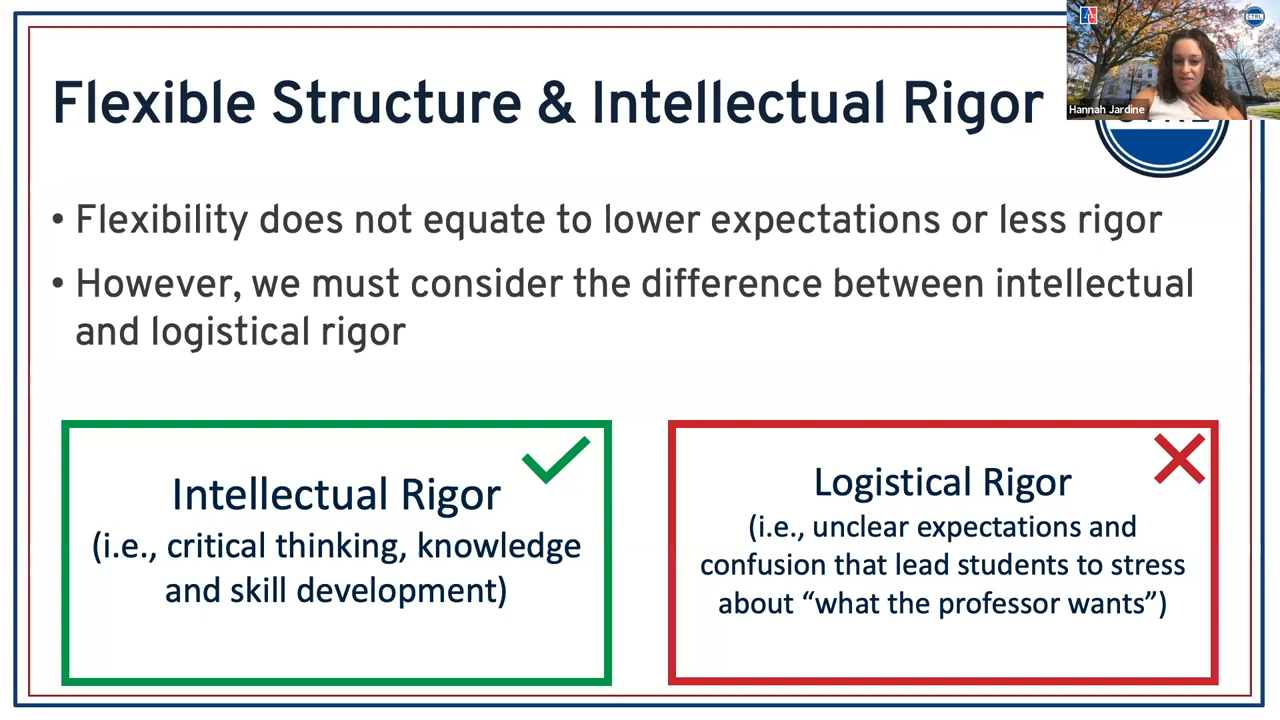 Flexible Structure & Intellectual Rigor
Hannah Jardine
CTRL
• Flexibility does not equate to lower expectations or less rigor
• However, we must consider the difference between intellectual
and logistical rigor
Intellectual Rigor
(i.e., critical thinking, knowledge
and skill development)
Logistical Rigor
(i.e., unclear expectations and
confusion that lead students to stress
about “what the professor wants”)